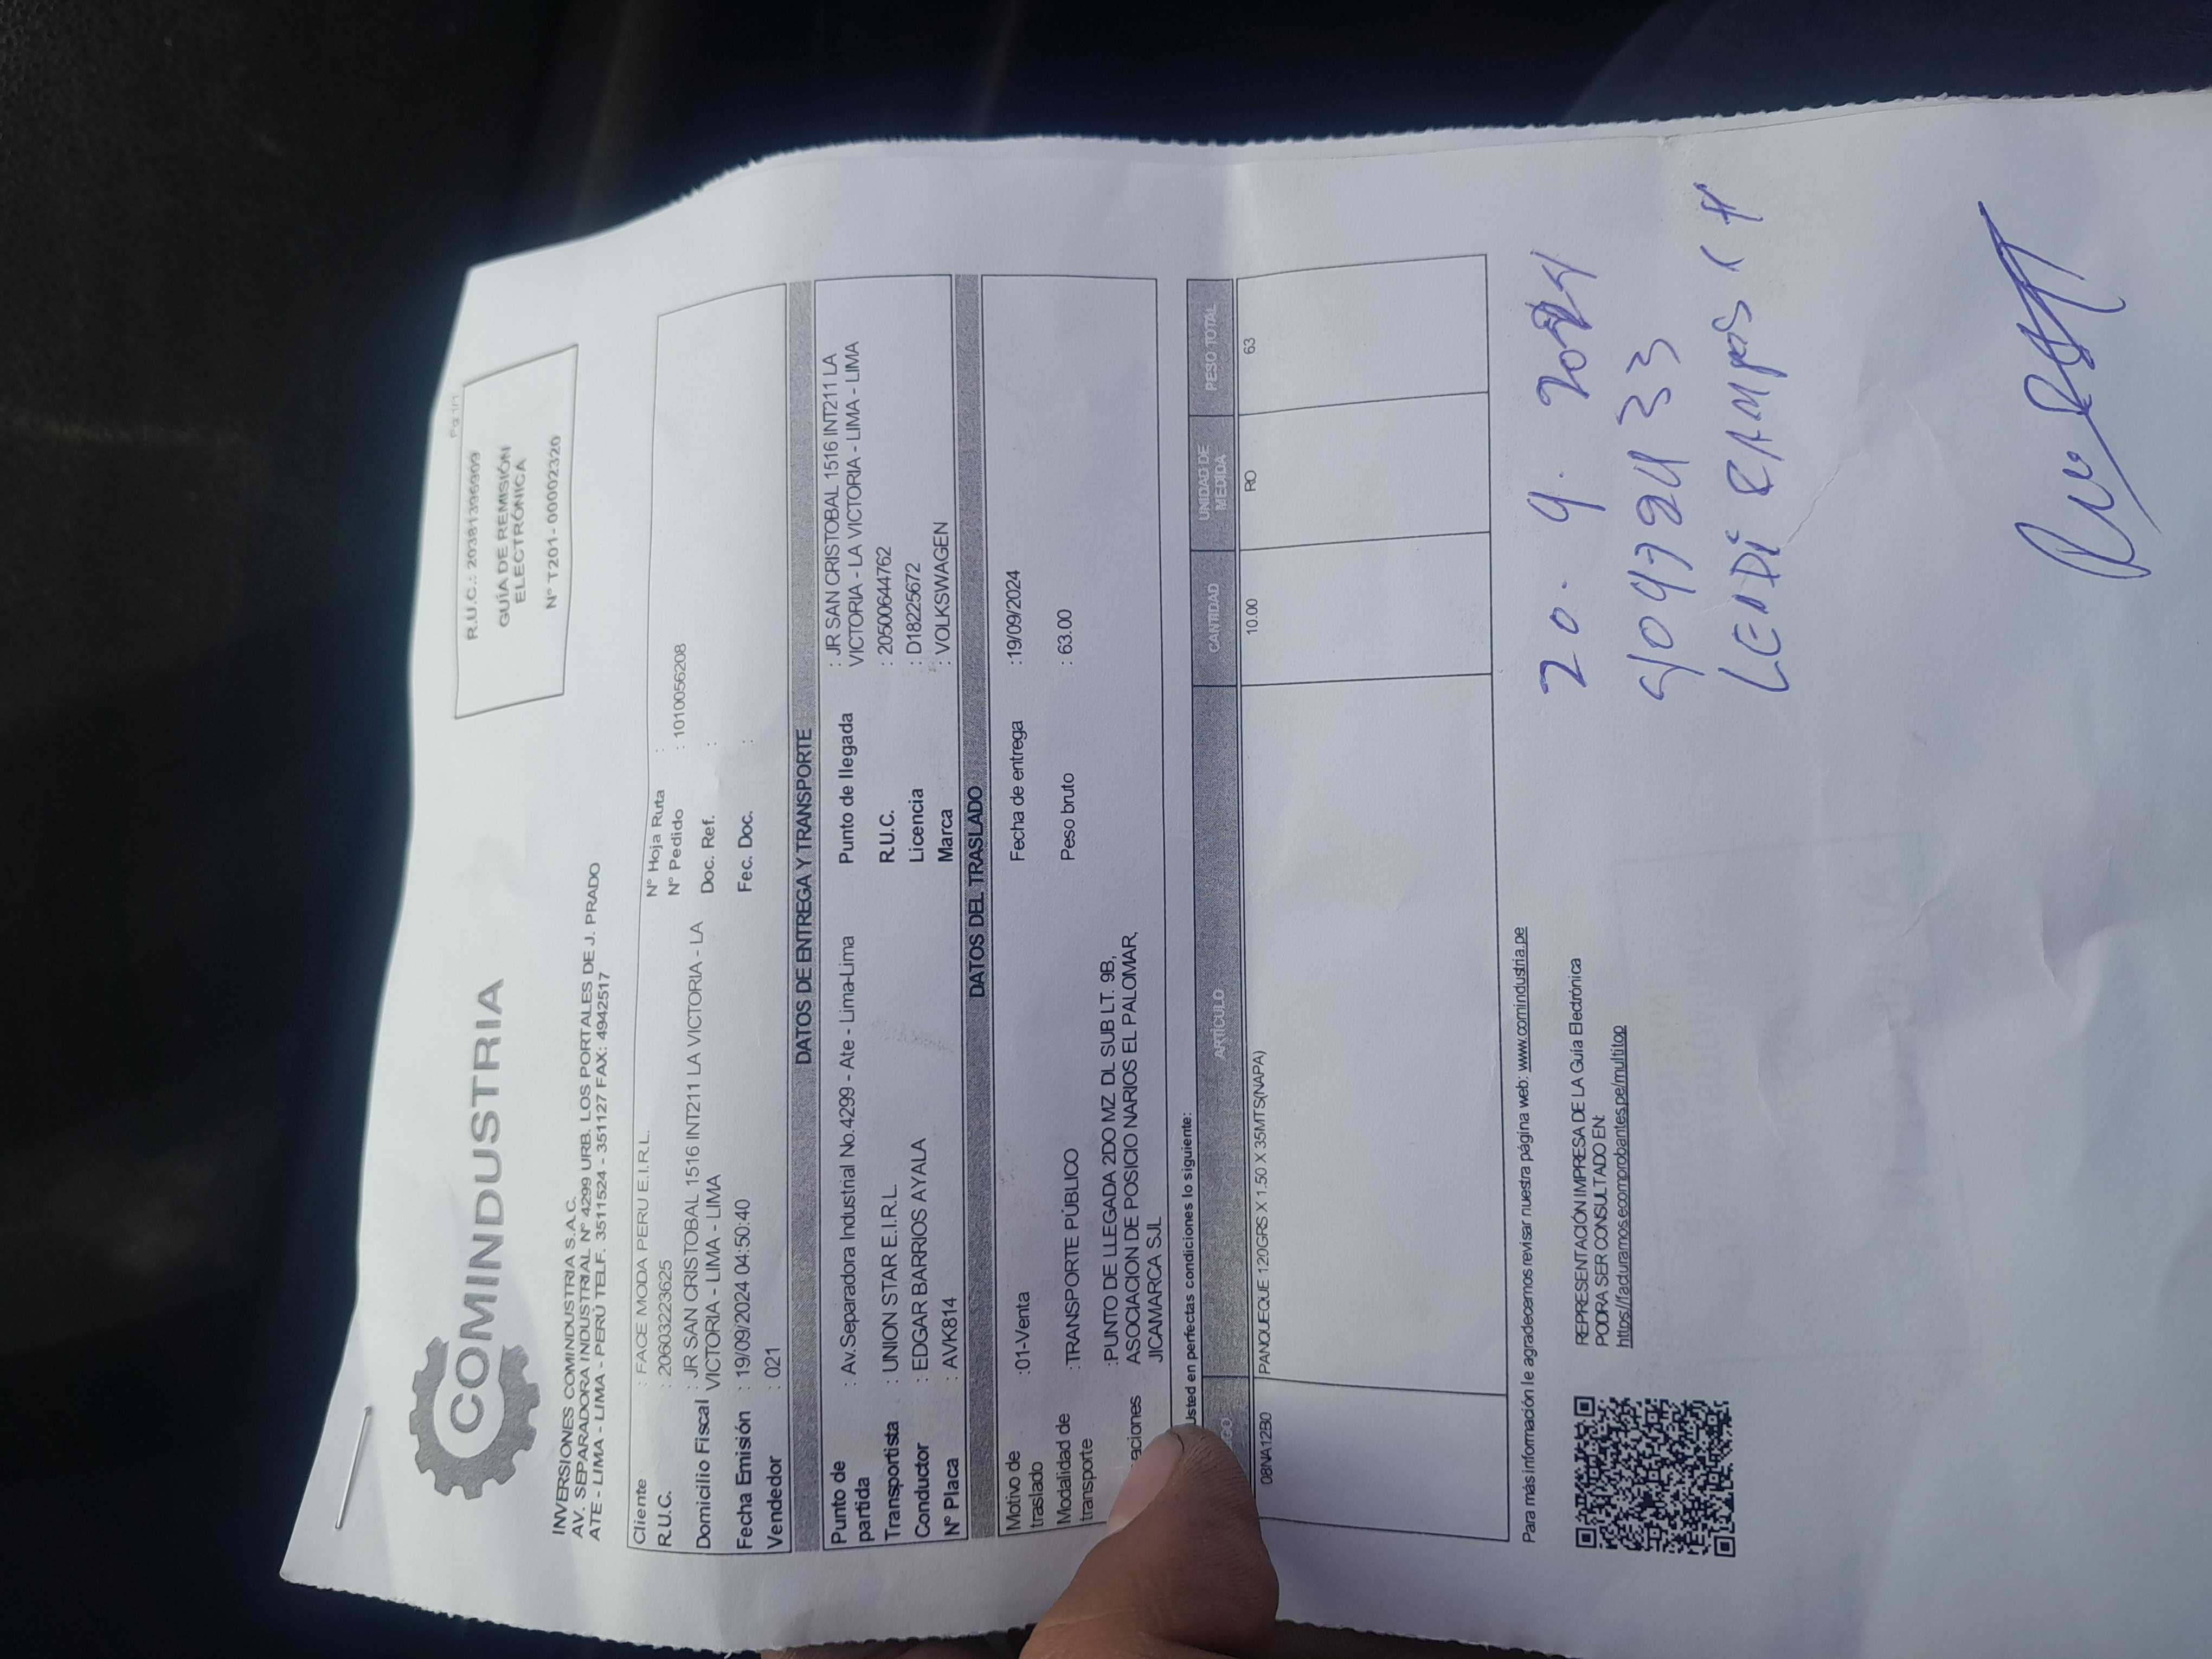 Pg 1/1
COMINDUSTRIA
R.U.C.: 20381396909
GUÍA DE REMISIÓN
ELECTRÓNICA
N° T201 - 00002320
INVERSIONES COMINDUSTRIA S.A.C.
AV. SEPARADORA INDUSTRIAL N° 4299 URB. LOS PORTALES DE J. PRADO
ATE - LIMA - LIMA - PERÚ TELF. 3511524 - 351127 FAX: 4942517
Cliente : FACE MODA PERU E.I.R.L. N° Hoja Ruta :
R.U.C. : 20603223625 N° Pedido : 1010056208
Domicilio Fiscal : JR SAN CRISTOBAL 1516 INT211 LA VICTORIA - LA Doc. Ref. :
VICTORIA - LIMA - LIMA
Fecha Emisión : 19/09/2024 04:50:40 Fec. Doc. :
Vendedor : 021
DATOS DE ENTREGA Y TRANSPORTE
Punto de partida : Av.Separadora Industrial No.4299 - Ate - Lima-Lima Punto de llegada : JR SAN CRISTOBAL 1516 INT211 LA
VICTORIA - LA VICTORIA - LIMA - LIMA
Transportista : UNION STAR E.I.R.L. R.U.C. : 20500644762
Conductor : EDGAR BARRIOS AYALA Licencia : D18225672
N° Placa : AVK814 Marca : VOLKSWAGEN
DATOS DEL TRASLADO
Motivo de traslado :01-Venta Fecha de entrega :19/09/2024
Modalidad de transporte :TRANSPORTE PÚBLICO Peso bruto : 63.00
aciones :PUNTO DE LLEGADA 2DO MZ. DL SUB LT. 9B,
ASOCIACION DE POSICIO NARIOS EL PALOMAR,
JICAMARCA SJL
Usted en perfectas condiciones lo siguiente:
GO ARTÍCULO CANTIDAD UNIDAD DE MEDIDA PESO TOTAL
08NA12B0 PANQUEQUE 120GRS X 1.50 X 35MTS(NAPA) 10.00 RO 63
Para más información le agradecemos revisar nuestra página web: www.comindustria.pe
REPRESENTACIÓN IMPRESA DE LA Guía Electrónica
PODRA SER CONSULTADO EN:
https://facturamos.ecomprobantes.pe/multitop
20. 9. 2024